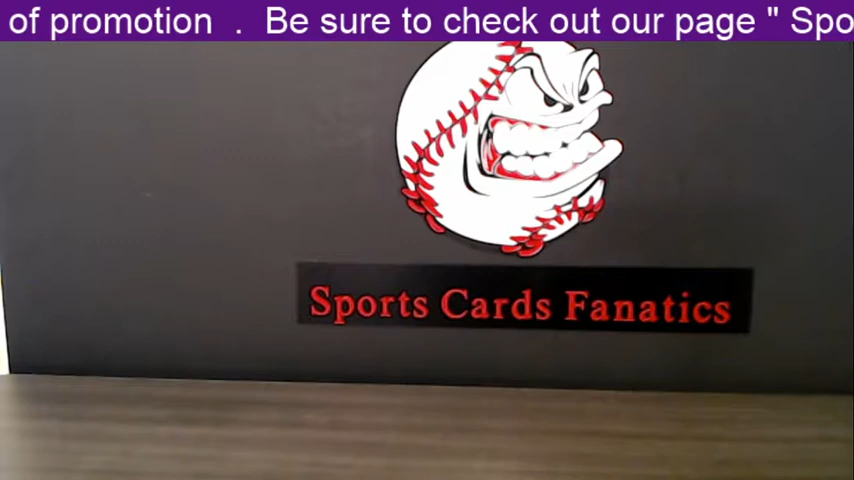 of promotion . Be sure to check out our page " Spo
Sports Cards Fanatics